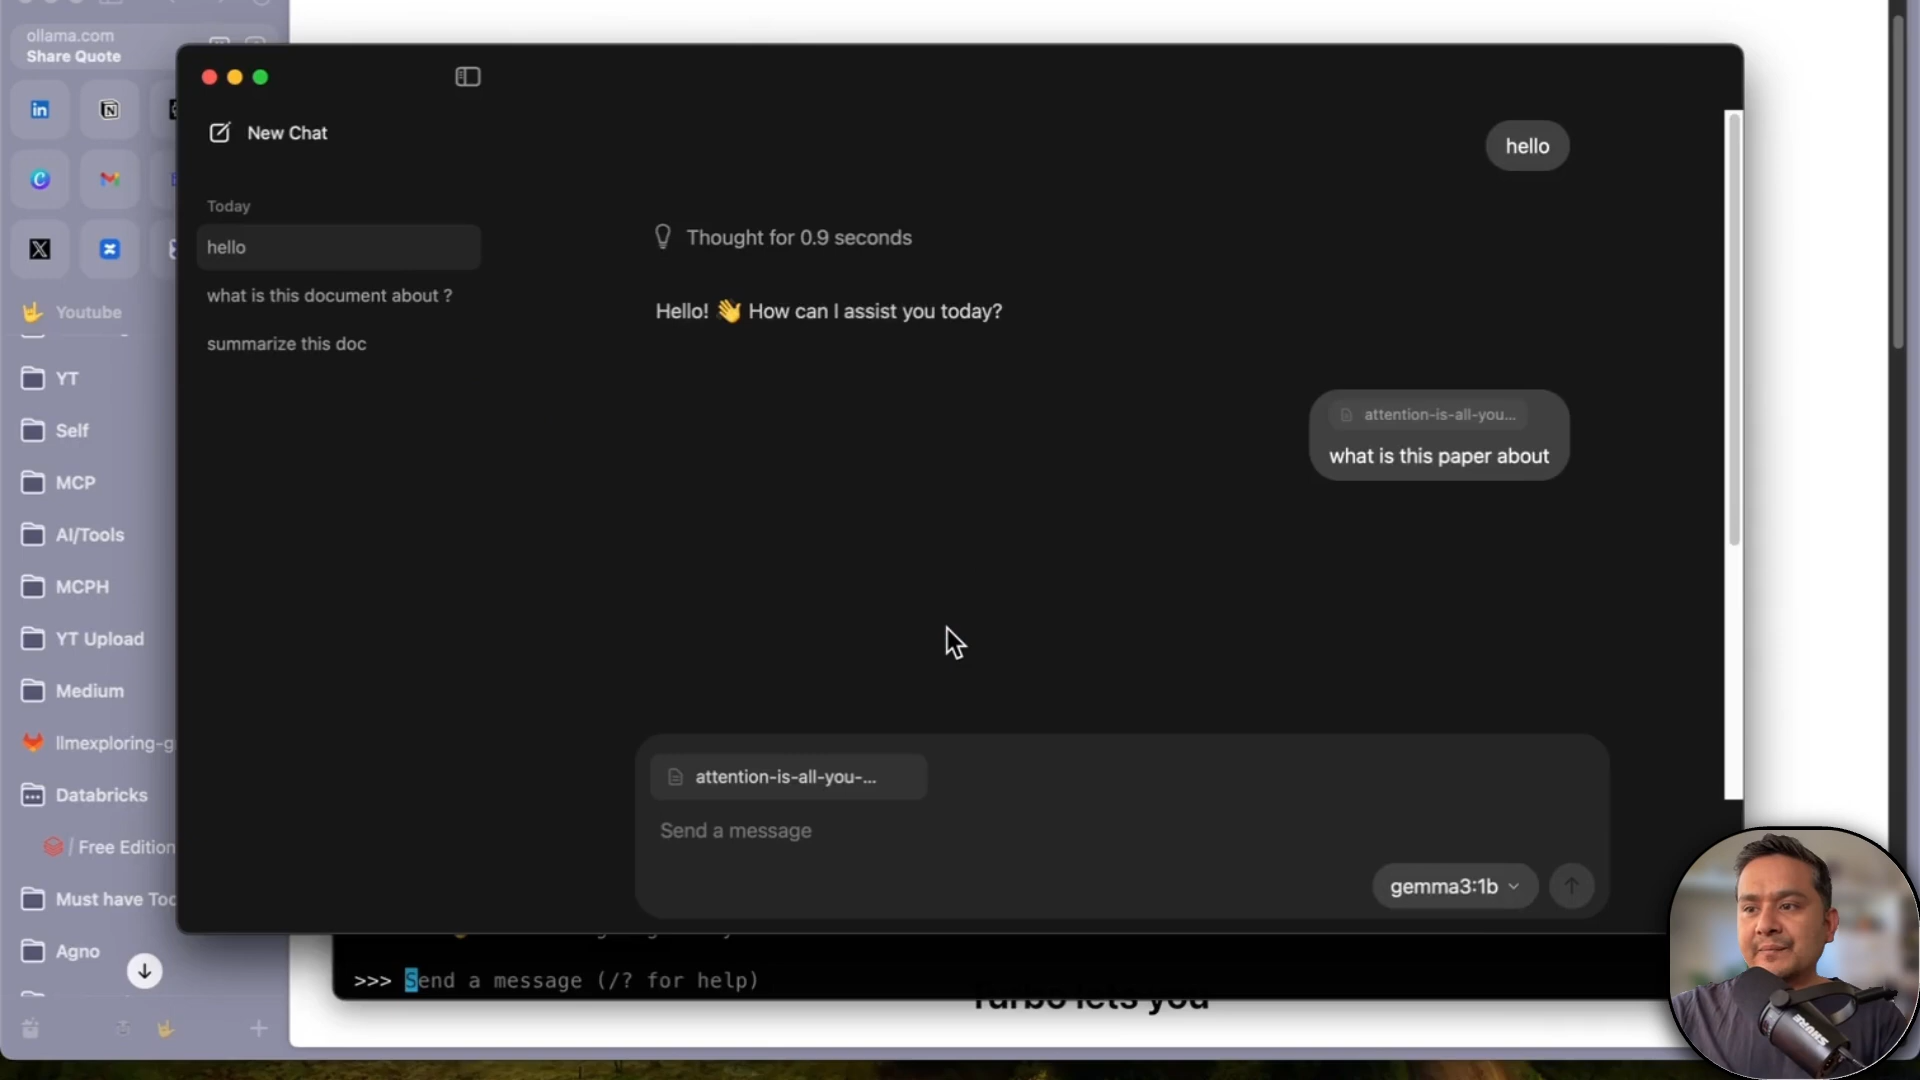 ollama.com
Share Quote
Youtube
YT
Self
MCP
AI/Tools
MCPH
YT Upload
Medium
llmexploring-g
Databricks
/ Free Edition
Must have Too
Agno
New Chat
Today
hello
what is this document about ?
summarize this doc
hello
Thought for 0.9 seconds
Hello! 👋 How can I assist you today?
attention-is-all-you...
what is this paper about
attention-is-all-you-...
Send a message
gemma3:1b
>>> Send a message (/? for help)
Turbo lets you